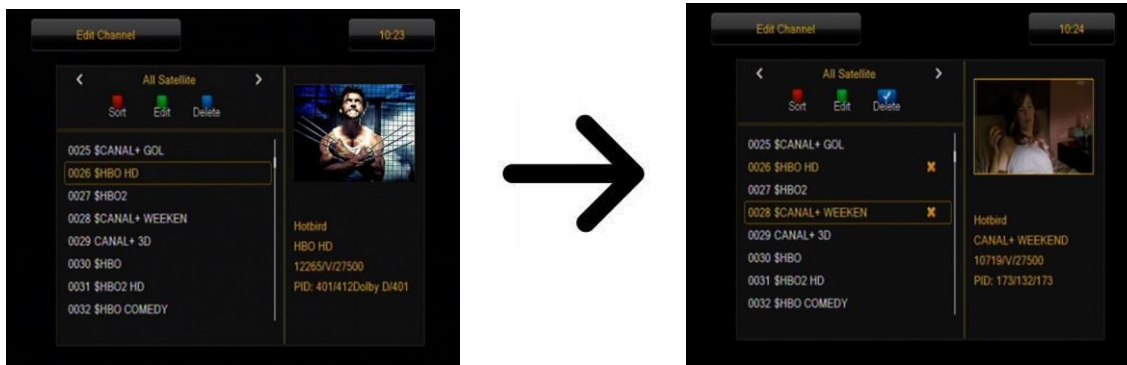 Edit Channel
10:23
All Satellite
Sort Edit Delete
0025 $CANAL+ GOL
0026 $HBO HD
0027 $HBO2
0028 $CANAL+ WEEKEN
0029 CANAL+ 3D
0030 $HBO
0031 $HBO2 HD
0032 $HBO COMEDY
Hotbird
HBO HD
12265/V/27500
PID: 401/412Dolby D/401
Edit Channel
10:24
All Satellite
Sort Edit Delete
0025 $CANAL+ GOL
0026 $HBO HD
0027 $HBO2
0028 $CANAL+ WEEKEN
0029 CANAL+ 3D
0030 $HBO
0031 $HBO2 HD
0032 $HBO COMEDY
Hotbird
CANAL+ WEEKEND
10719/V/27500
PID: 173/132/173